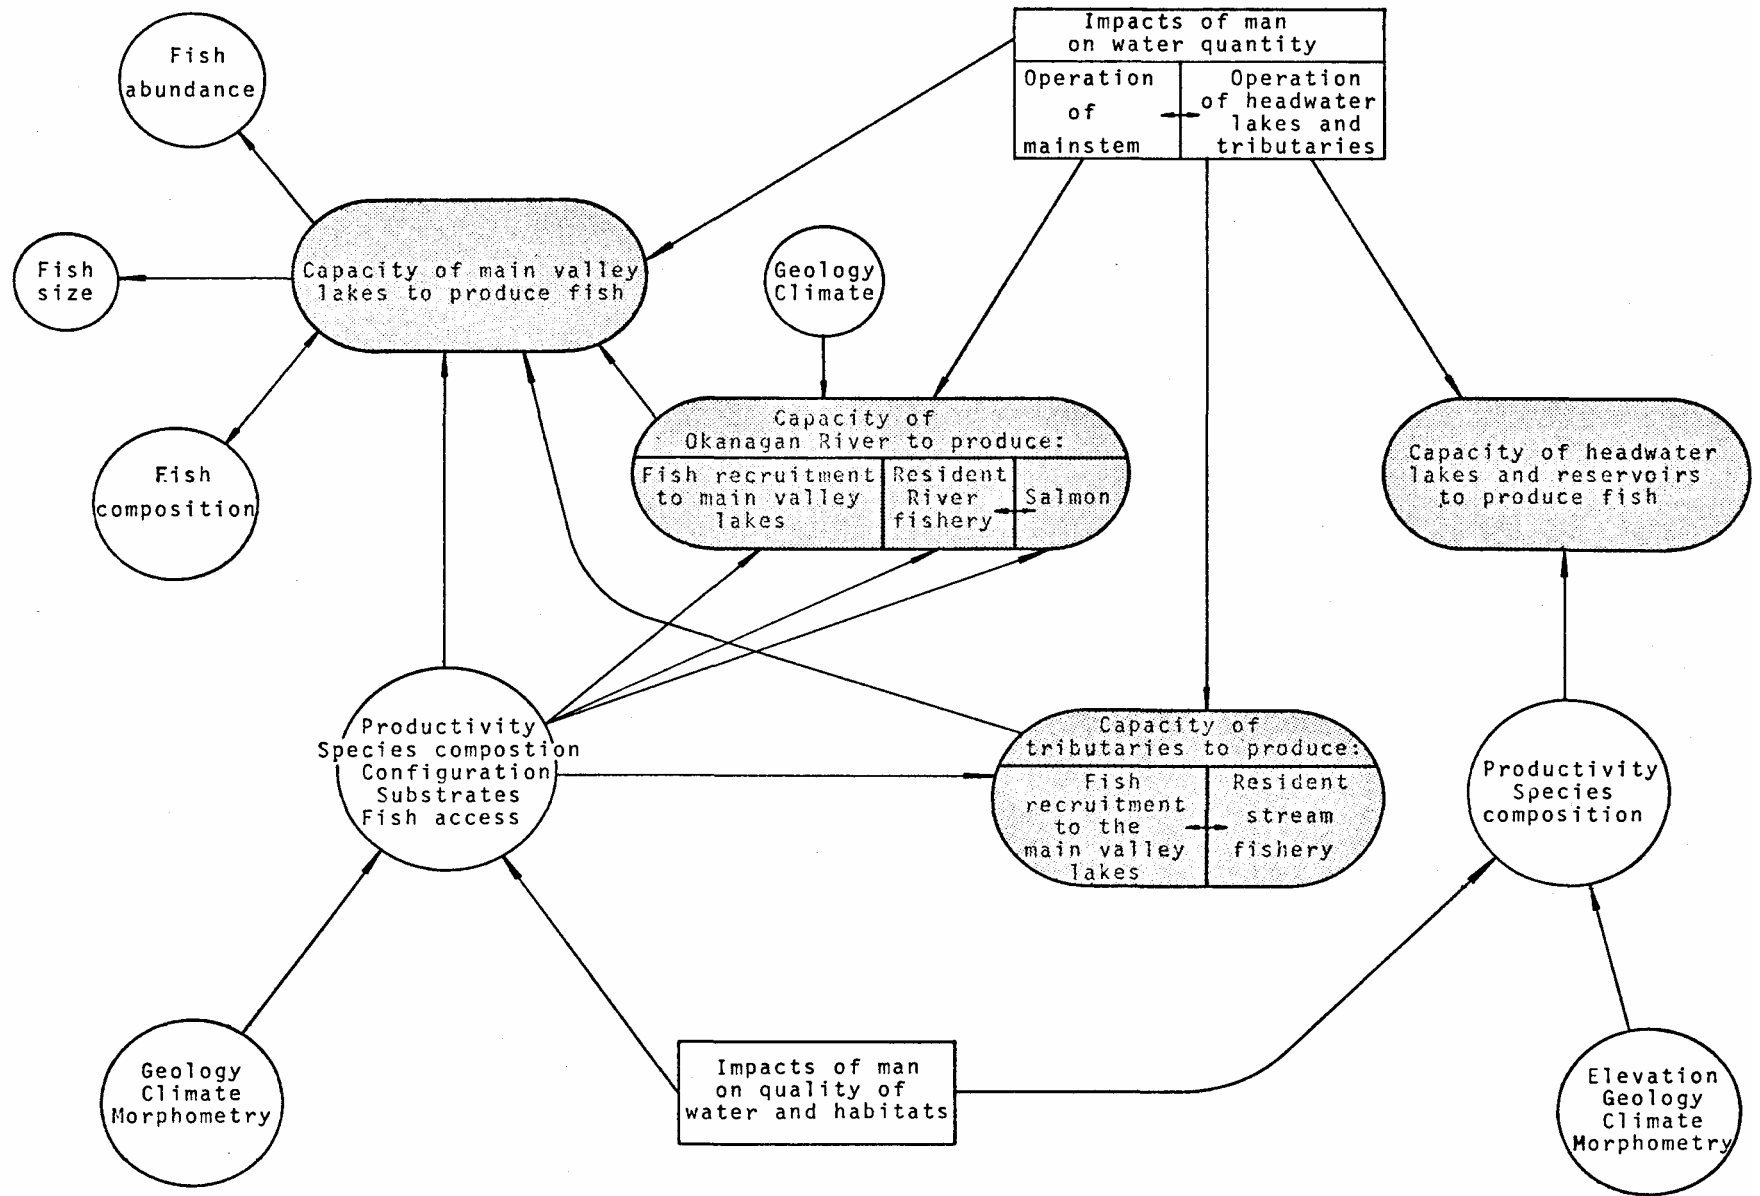 Fish
abundance
Impacts of man
on water quantity
Operation
of
mainstem
Operation
of headwater
lakes and
tributaries
Fish
size
Capacity of main valley
lakes to produce fish
Geology
Climate
Capacity of
Okanagan River to produce:
Fish recruitment
to main valley
lakes
Resident
River
fishery
Salmon
Capacity of headwater
lakes and reservoirs
to produce fish
Fish
composition
Productivity
Species compostion
Configuration
Substrates
Fish access
Capacity of
tributaries to produce:
Fish
recruitment
to the
main valley
lakes
Resident
stream
fishery
Productivity
Species
composition
Geology
Climate
Morphometry
Impacts of man
on quality of
water and habitats
Elevation
Geology
Climate
Morphometry